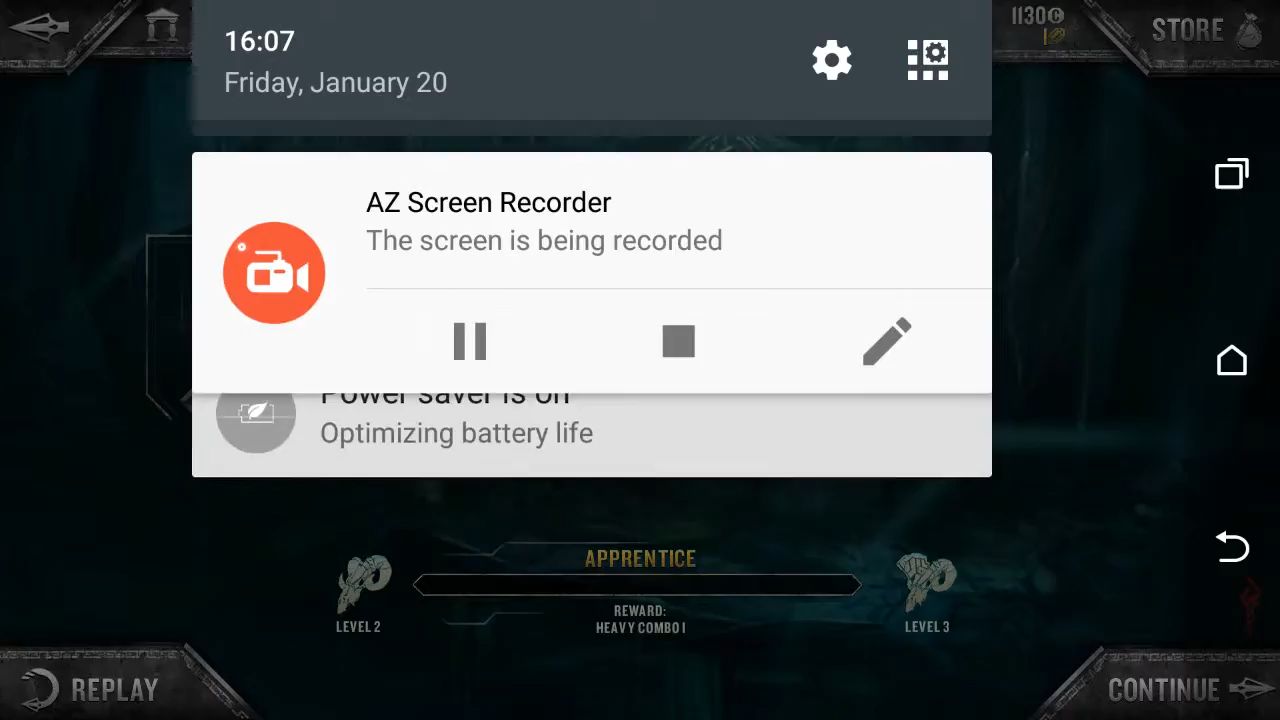 16:07
Friday, January 20
1130
STORE
AZ Screen Recorder
The screen is being recorded
Power saver is on
Optimizing battery life
APPRENTICE
LEVEL 2
REWARD:
HEAVY COMBO I
LEVEL 3
REPLAY
CONTINUE